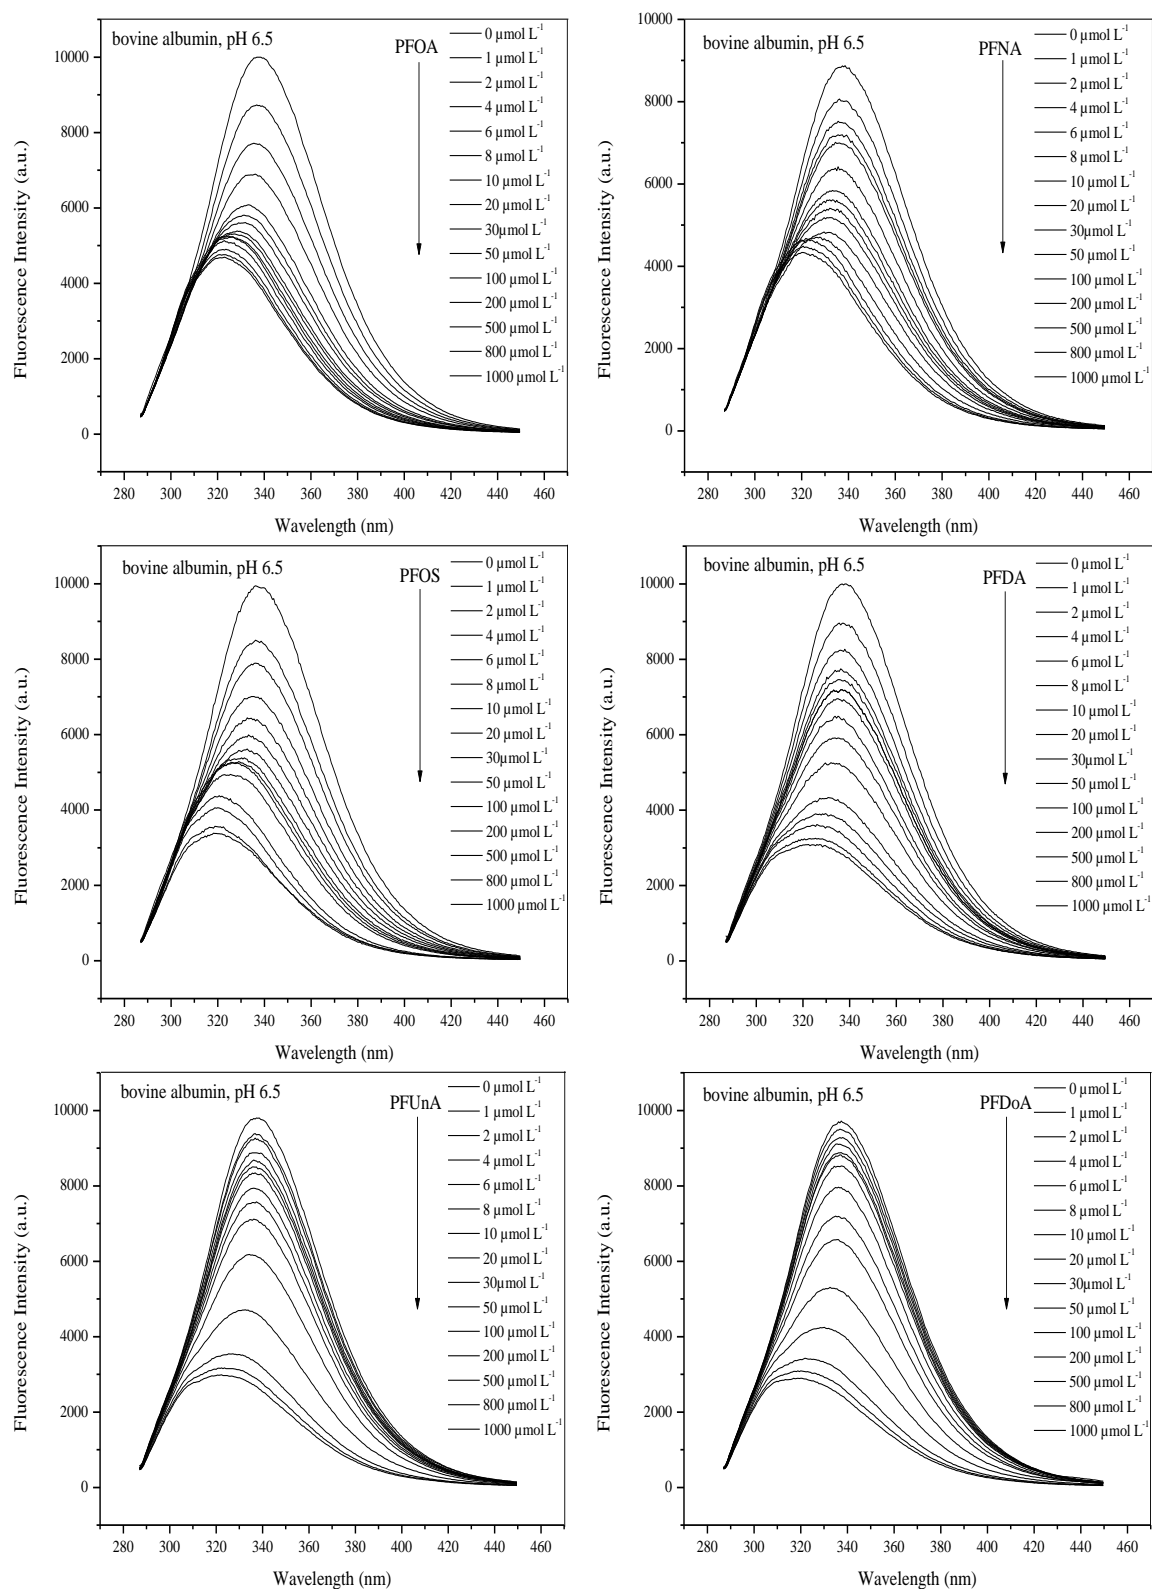 bovine albumin, pH 6.5
PFOA
0 µmol L-1
1 µmol L-1
2 µmol L-1
4 µmol L-1
6 µmol L-1
8 µmol L-1
10 µmol L-1
20 µmol L-1
30µmol L-1
50 µmol L-1
100 µmol L-1
200 µmol L-1
500 µmol L-1
800 µmol L-1
1000 µmol L-1
Fluorescence Intensity (a.u.)
10000
8000
6000
4000
2000
0
280 300 320 340 360 380 400 420 440 460
Wavelength (nm)
bovine albumin, pH 6.5
PFNA
0 µmol L-1
1 µmol L-1
2 µmol L-1
4 µmol L-1
6 µmol L-1
8 µmol L-1
10 µmol L-1
20 µmol L-1
30µmol L-1
50 µmol L-1
100 µmol L-1
200 µmol L-1
500 µmol L-1
800 µmol L-1
1000 µmol L-1
Fluorescence Intensity (a.u.)
10000
8000
6000
4000
2000
0
280 300 320 340 360 380 400 420 440 460
Wavelength (nm)
bovine albumin, pH 6.5
PFOS
0 µmol L-1
1 µmol L-1
2 µmol L-1
4 µmol L-1
6 µmol L-1
8 µmol L-1
10 µmol L-1
20 µmol L-1
30µmol L-1
50 µmol L-1
100 µmol L-1
200 µmol L-1
500 µmol L-1
800 µmol L-1
1000 µmol L-1
Fluorescence Intensity (a.u.)
10000
8000
6000
4000
2000
0
280 300 320 340 360 380 400 420 440 460
Wavelength (nm)
bovine albumin, pH 6.5
PFDA
0 µmol L-1
1 µmol L-1
2 µmol L-1
4 µmol L-1
6 µmol L-1
8 µmol L-1
10 µmol L-1
20 µmol L-1
30µmol L-1
50 µmol L-1
100 µmol L-1
200 µmol L-1
500 µmol L-1
800 µmol L-1
1000 µmol L-1
Fluorescence Intensity (a.u.)
10000
8000
6000
4000
2000
0
280 300 320 340 360 380 400 420 440 460
Wavelength (nm)
bovine albumin, pH 6.5
PFUnA
0 µmol L-1
1 µmol L-1
2 µmol L-1
4 µmol L-1
6 µmol L-1
8 µmol L-1
10 µmol L-1
20 µmol L-1
30µmol L-1
50 µmol L-1
100 µmol L-1
200 µmol L-1
500 µmol L-1
800 µmol L-1
1000 µmol L-1
Fluorescence Intensity (a.u.)
10000
8000
6000
4000
2000
0
280 300 320 340 360 380 400 420 440 460
Wavelength (nm)
bovine albumin, pH 6.5
PFDoA
0 µmol L-1
1 µmol L-1
2 µmol L-1
4 µmol L-1
6 µmol L-1
8 µmol L-1
10 µmol L-1
20 µmol L-1
30µmol L-1
50 µmol L-1
100 µmol L-1
200 µmol L-1
500 µmol L-1
800 µmol L-1
1000 µmol L-1
Fluorescence Intensity (a.u.)
10000
8000
6000
4000
2000
0
280 300 320 340 360 380 400 420 440 460
Wavelength (nm)